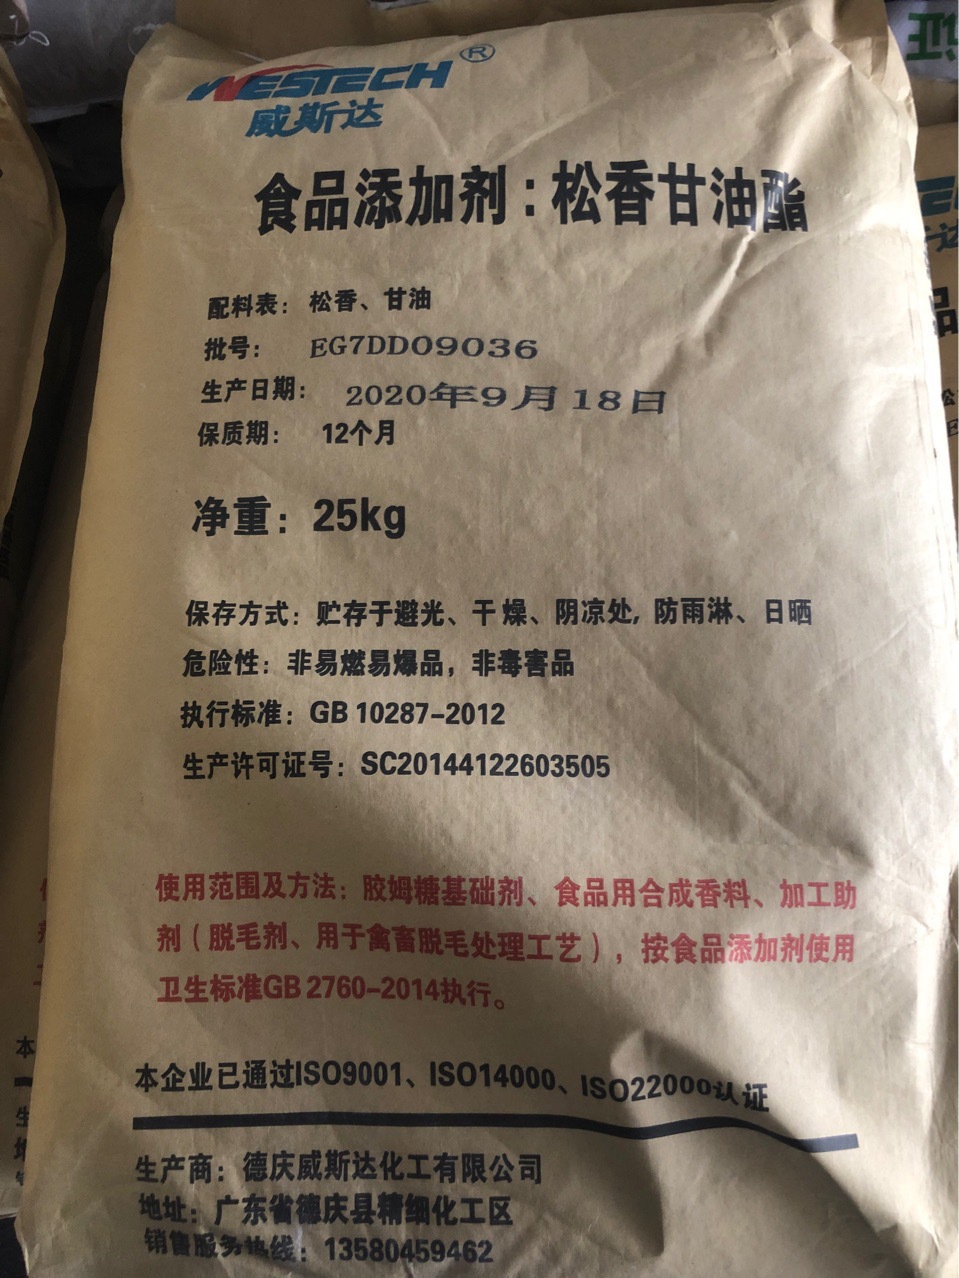 WESTECH®
威斯达
食品添加剂：松香甘油酯
配料表：松香、甘油
批号：EG7DD09036
生产日期：2020年9月18日
保质期：12个月
净重：25kg
保存方式：贮存于避光、干燥、阴凉处，防雨淋、日晒
危险性：非易燃易爆品，非毒害品
执行标准：GB 10287-2012
生产许可证号：SC20144122603505
使用范围及方法：胶姆糖基础剂、食品用合成香料、加工助
剂（脱毛剂、用于禽畜脱毛处理工艺），按食品添加剂使用
卫生标准GB 2760-2014执行。
本企业已通过ISO9001、ISO14000、ISO22000认证
生产商：德庆威斯达化工有限公司
地址：广东省德庆县精细化工区
销售服务热线：13580459462
证